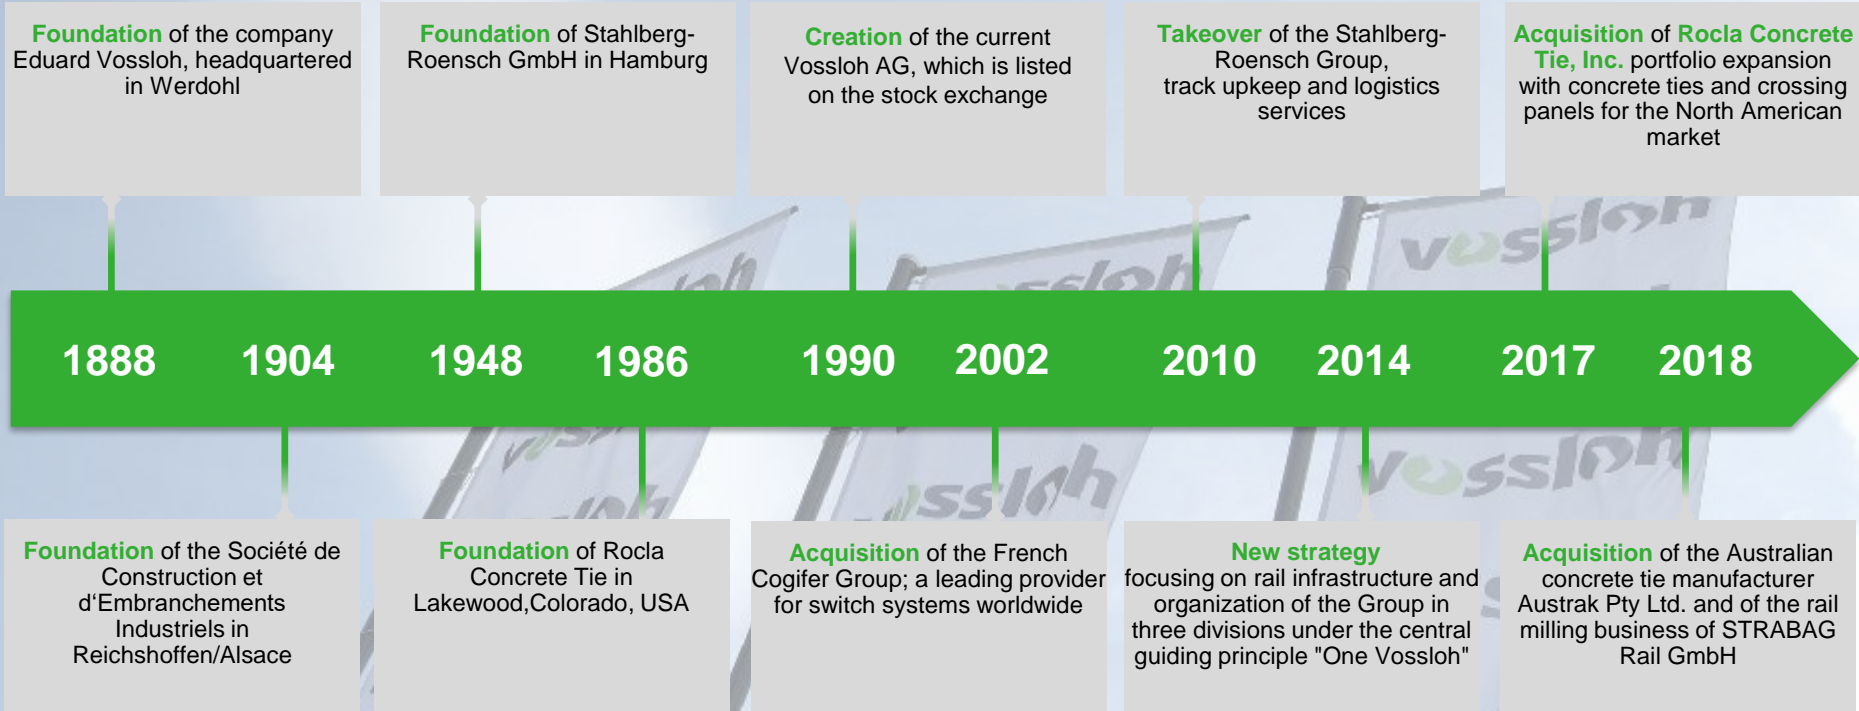 Foundation of the company
Eduard Vossloh, headquartered
in Werdohl
Foundation of Stahlberg-
Roensch GmbH in Hamburg
Creation of the current
Vossloh AG, which is listed
on the stock exchange
Takeover of the Stahlberg-
Roensch Group,
track upkeep and logistics
services
Acquisition of Rocla Concrete
Tie, Inc. portfolio expansion
with concrete ties and crossing
panels for the North American
market
vossloh
vossloh
vossloh
1888 1904 1948 1986 1990 2002 2010 2014 2017 2018
vossloh
vossloh
vossloh
vossloh
Foundation of the Société de
Construction et
d‘Embranchements
Industriels in
Reichshoffen/Alsace
Foundation of Rocla
Concrete Tie in
Lakewood,Colorado, USA
Acquisition of the French
Cogifer Group; a leading provider
for switch systems worldwide
New strategy
focusing on rail infrastructure and
organization of the Group in
three divisions under the central
guiding principle "One Vossloh"
Acquisition of the Australian
concrete tie manufacturer
Austrak Pty Ltd. and of the rail
milling business of STRABAG
Rail GmbH